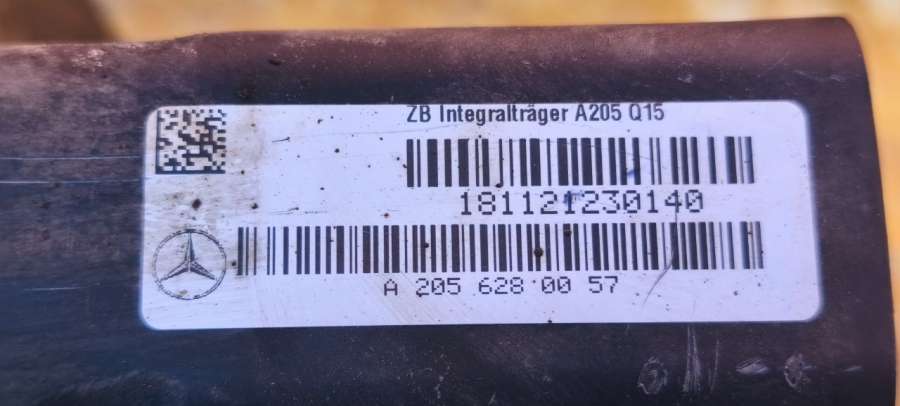 ZB Integralträger A205 Q15
181121230140
A 205 628 00 57